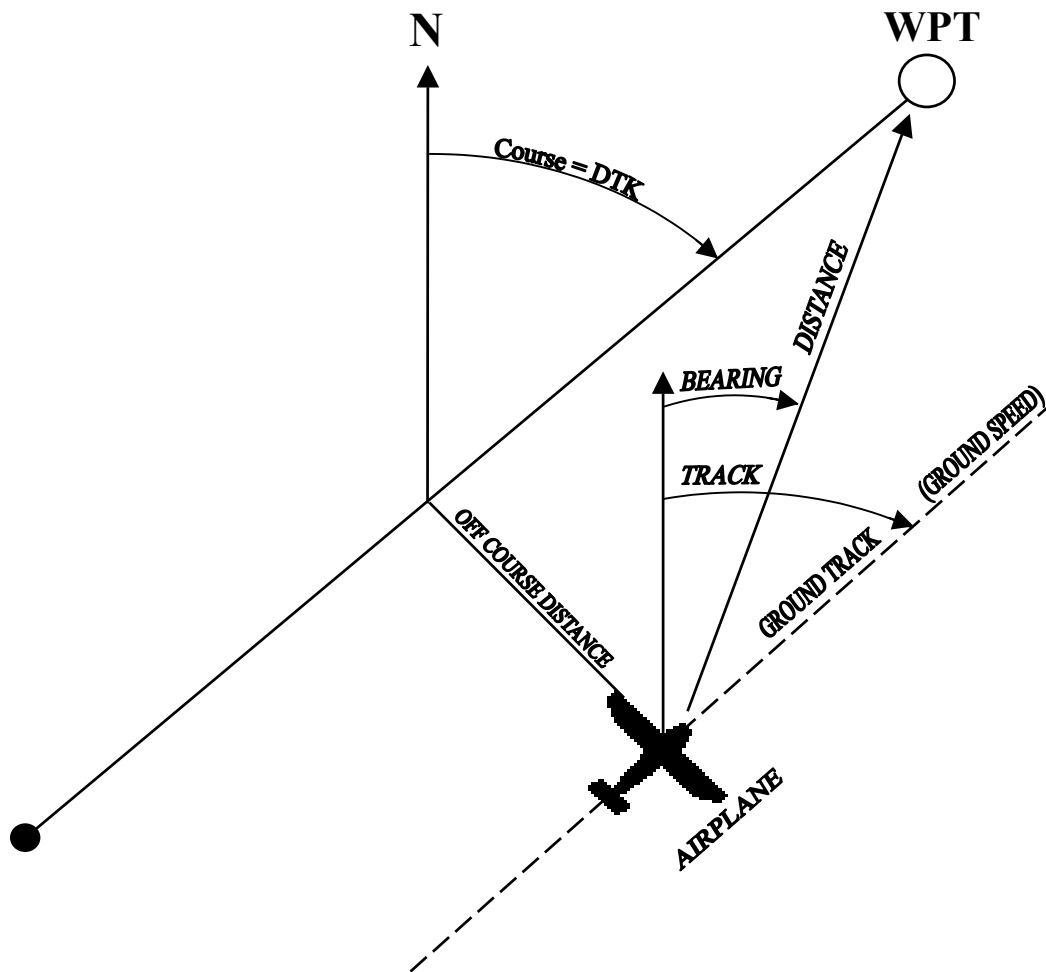 N
WPT
Course = DTK
DISTANCE
BEARING
(GROUND SPEED)
TRACK
GROUND TRACK
OFF COURSE DISTANCE
AIRPLANE